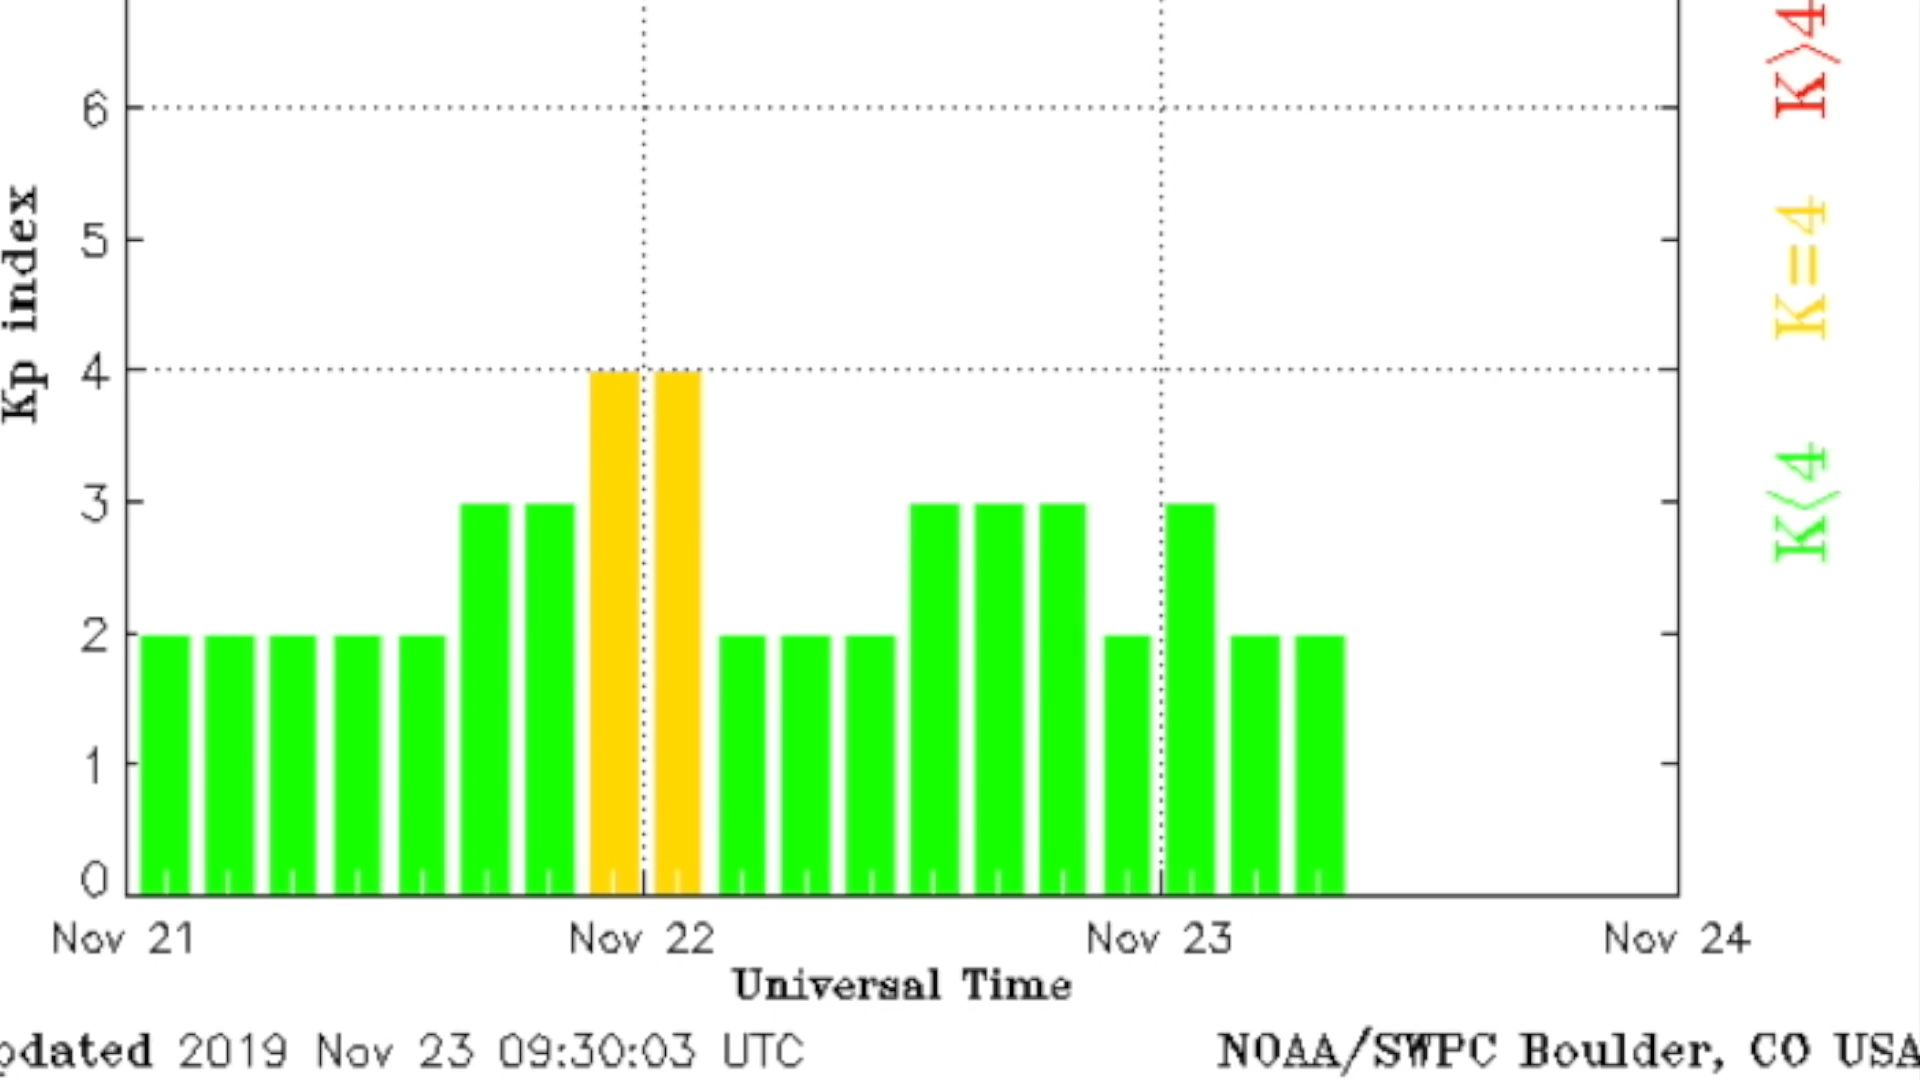 K>4
6
5
Kp index
K=4
4
3
K<4
2
1
0
Nov 21 Nov 22 Nov 23 Nov 24
Universal Time
pdated 2019 Nov 23 09:30:03 UTC
NOAA/SWPC Boulder, CO USA